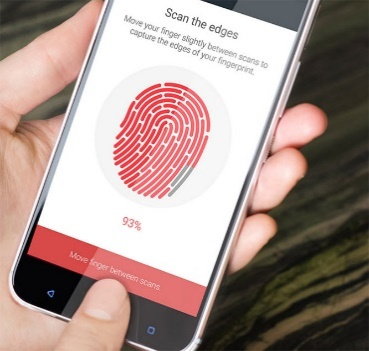 Scan the edges
Move your finger slightly between scans to
capture the edges of your fingerprint.
93%
Move finger between scans.